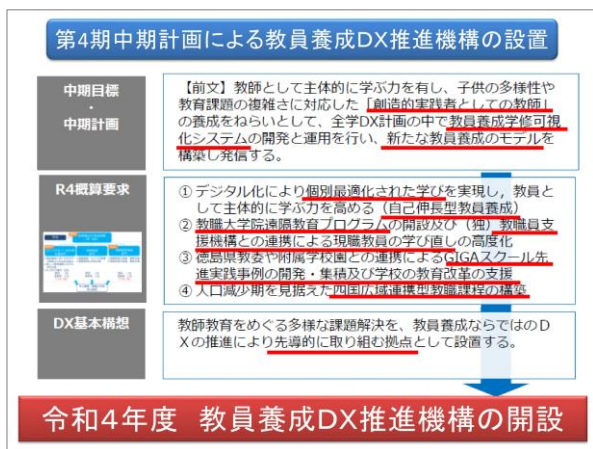 第4期中期計画による教員養成DX推進機構の設置
中期目標
・
中期計画
【前文】教師として主体的に学ぶ力を有し、子供の多様性や
教育課題の複雑さに対応した「創造的実践者としての教師」
の養成をねらいとして、全学DX計画の中で教員養成学修可視
化システムの開発と運用を行い、新たな教員養成のモデルを
構築し発信する。
R4概算要求
① デジタル化により個別最適化された学びを実現し，教員と
して主体的に学ぶ力を高める（自己伸長型教員養成）
② 教職大学院遠隔教育プログラムの開設及び（独）教職員支
援機構との連携による現職教員の学び直しの高度化
③ 徳島県教委や附属学校園との連携によるGIGAスクール先
進実践事例の開発・集積及び学校の教育改革の支援
④ 人口減少期を見据えた四国広域連携型教職課程の構築
DX基本構想
教師教育をめぐる多様な課題解決を、教員養成ならではのD
Xの推進により先導的に取り組む拠点として設置する。
令和4年度 教員養成DX推進機構の開設